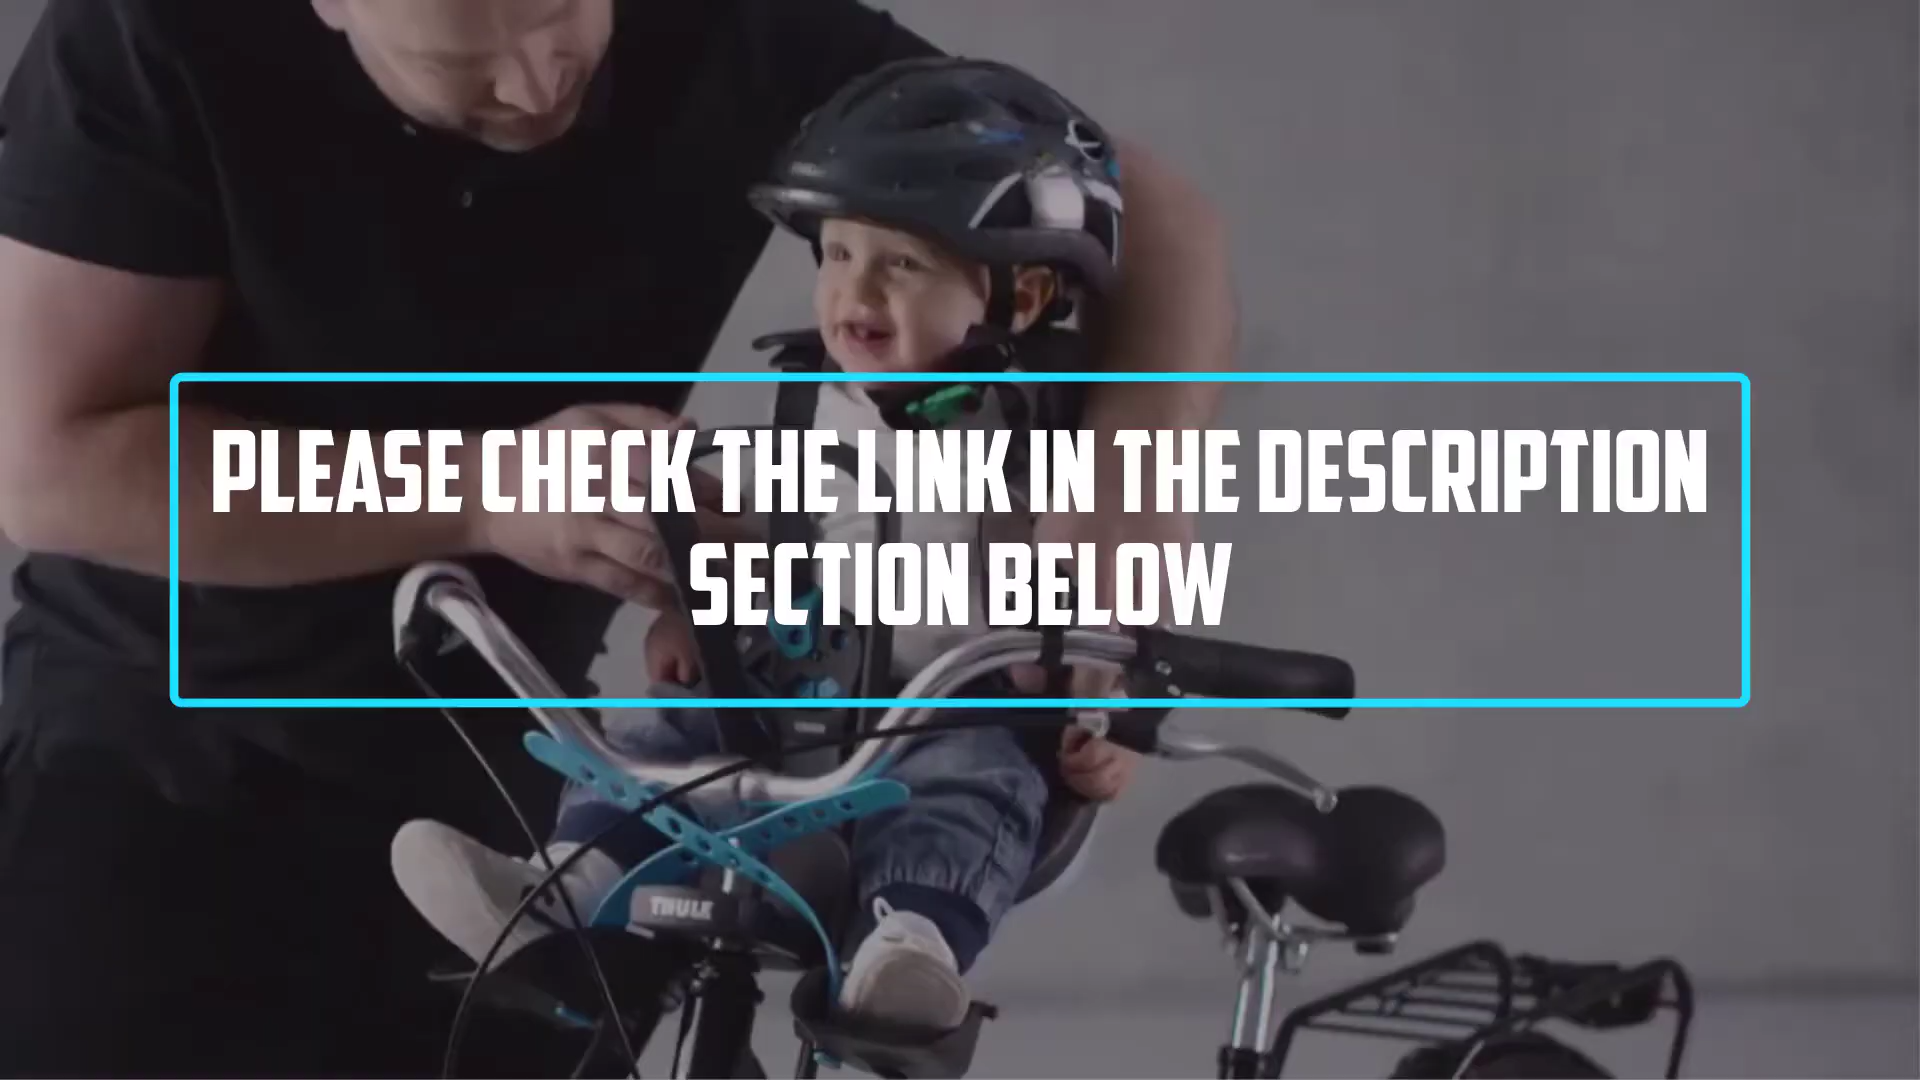 PLEASE CHECK THE LINK IN THE DESCRIPTION
SECTION BELOW
THULE